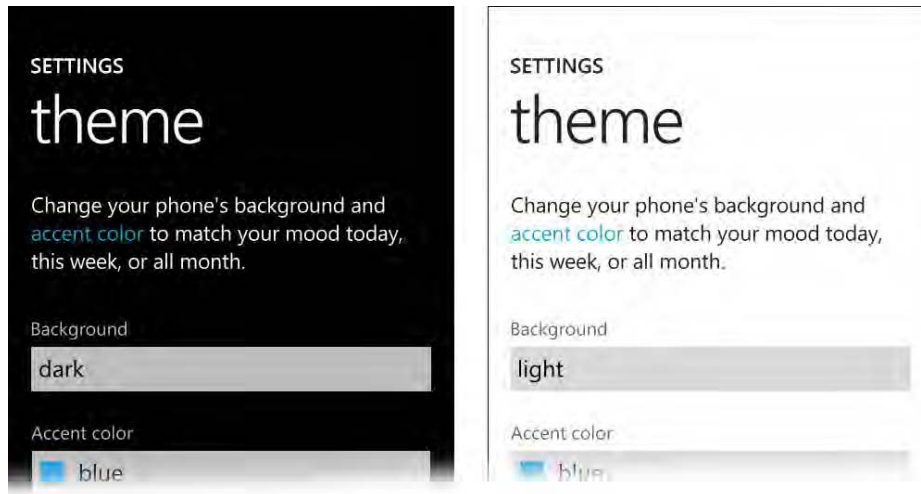 SETTINGS
theme
Change your phone's background and
accent color to match your mood today,
this week, or all month.
Background
dark
Accent color
blue
SETTINGS
theme
Change your phone's background and
accent color to match your mood today,
this week, or all month.
Background
light
Accent color
blue